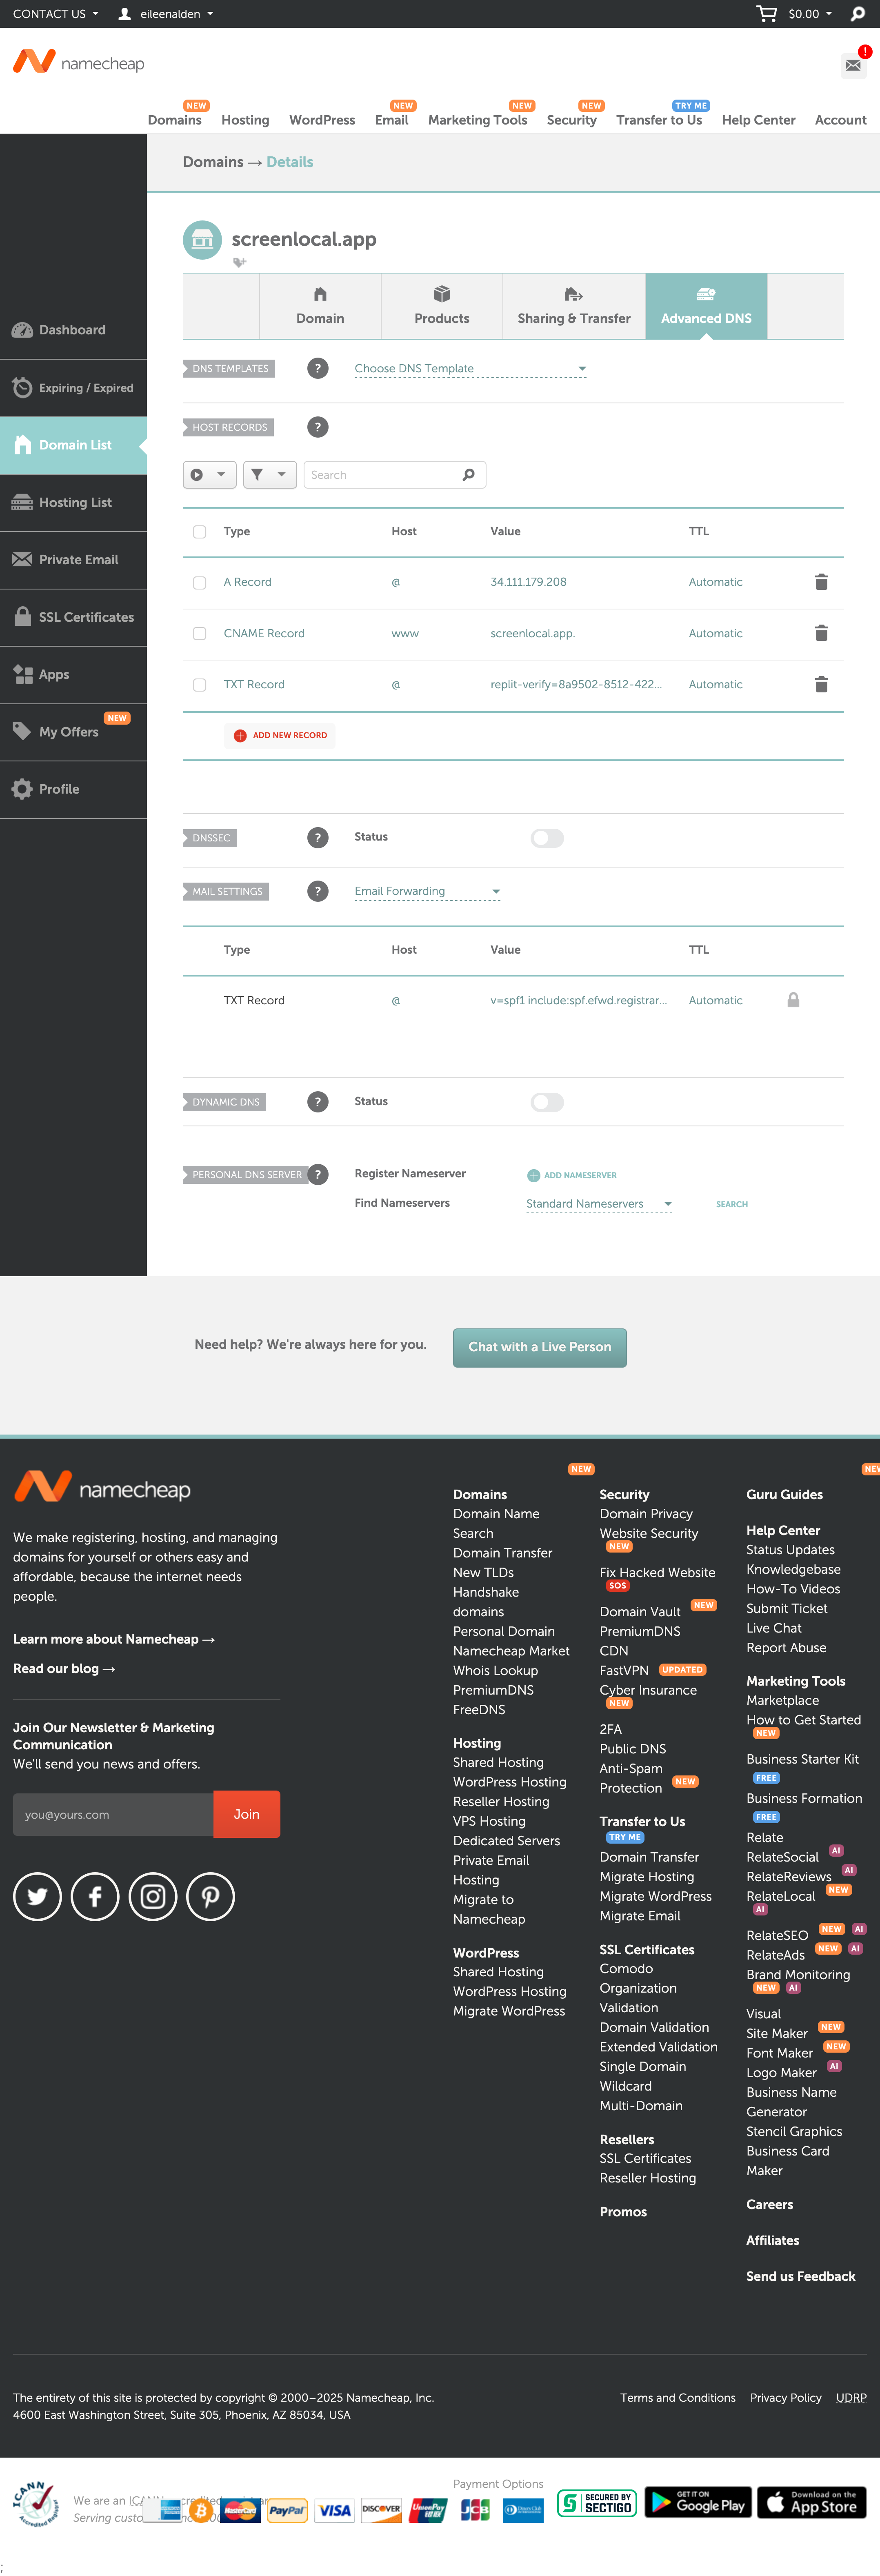 CONTACT US eileenalden $0.00
namecheap
!
NEW NEW NEW NEW TRY ME
Domains Hosting WordPress Email Marketing Tools Security Transfer to Us Help Center Account
Domains → Details
screenlocal.app
Domain Products Sharing & Transfer Advanced DNS
Dashboard
Expiring / Expired
Domain List
Hosting List
Private Email
SSL Certificates
Apps
NEW
My Offers
Profile
DNS TEMPLATES ? Choose DNS Template
HOST RECORDS ?
Search
Type Host Value TTL
A Record @ 34.111.179.208 Automatic
CNAME Record www screenlocal.app. Automatic
TXT Record @ replit-verify=8a9502-8512-422... Automatic
ADD NEW RECORD
DNSSEC ? Status
MAIL SETTINGS ? Email Forwarding
Type Host Value TTL
TXT Record @ v=spf1 include:spf.efwd.registrar... Automatic
DYNAMIC DNS ? Status
PERSONAL DNS SERVER ? Register Nameserver ADD NAMESERVER
Find Nameservers Standard Nameservers SEARCH
Need help? We're always here for you. Chat with a Live Person
namecheap
We make registering, hosting, and managing
domains for yourself or others easy and
affordable, because the internet needs
people.
Learn more about Namecheap →
Read our blog →
Join Our Newsletter & Marketing
Communication
We'll send you news and offers.
you@yours.com Join
NEW
Domains
Domain Name
Search
Domain Transfer
New TLDs
Handshake
domains
Personal Domain
Namecheap Market
Whois Lookup
PremiumDNS
FreeDNS
Hosting
Shared Hosting
WordPress Hosting
Reseller Hosting
VPS Hosting
Dedicated Servers
Private Email
Hosting
Migrate to
Namecheap
WordPress
Shared Hosting
WordPress Hosting
Migrate WordPress
Security
Domain Privacy
Website Security
NEW
Fix Hacked Website
SOS
Domain Vault NEW
PremiumDNS
CDN
FastVPN UPDATED
Cyber Insurance
NEW
2FA
Public DNS
Anti-Spam
Protection NEW
Transfer to Us
TRY ME
Domain Transfer
Migrate Hosting
Migrate WordPress
Migrate Email
SSL Certificates
Comodo
Organization
Validation
Domain Validation
Extended Validation
Single Domain
Wildcard
Multi-Domain
Resellers
SSL Certificates
Reseller Hosting
Promos
Guru Guides
Help Center
Status Updates
Knowledgebase
How-To Videos
Submit Ticket
Live Chat
Report Abuse
Marketing Tools
Marketplace
How to Get Started
NEW
Business Starter Kit
FREE
Business Formation
FREE
Relate
RelateSocial AI
RelateReviews AI
RelateLocal NEW
AI
RelateSEO NEW AI
RelateAds NEW AI
Brand Monitoring
NEW AI
Visual
Site Maker NEW
Font Maker NEW
Logo Maker AI
Business Name
Generator
Stencil Graphics
Business Card
Maker
Careers
Affiliates
Send us Feedback
The entirety of this site is protected by copyright © 2000–2025 Namecheap, Inc.
4600 East Washington Street, Suite 305, Phoenix, AZ 85034, USA
Terms and Conditions Privacy Policy UDRP
ICANN
Accredited Registrar
We are an
Serving
Payment Options
MasterCard PayPal VISA DISCOVER UnionPay JCB Diners Club
SECURED BY
SECTIGO
GET IT ON
Google Play
Download on the
App Store
;